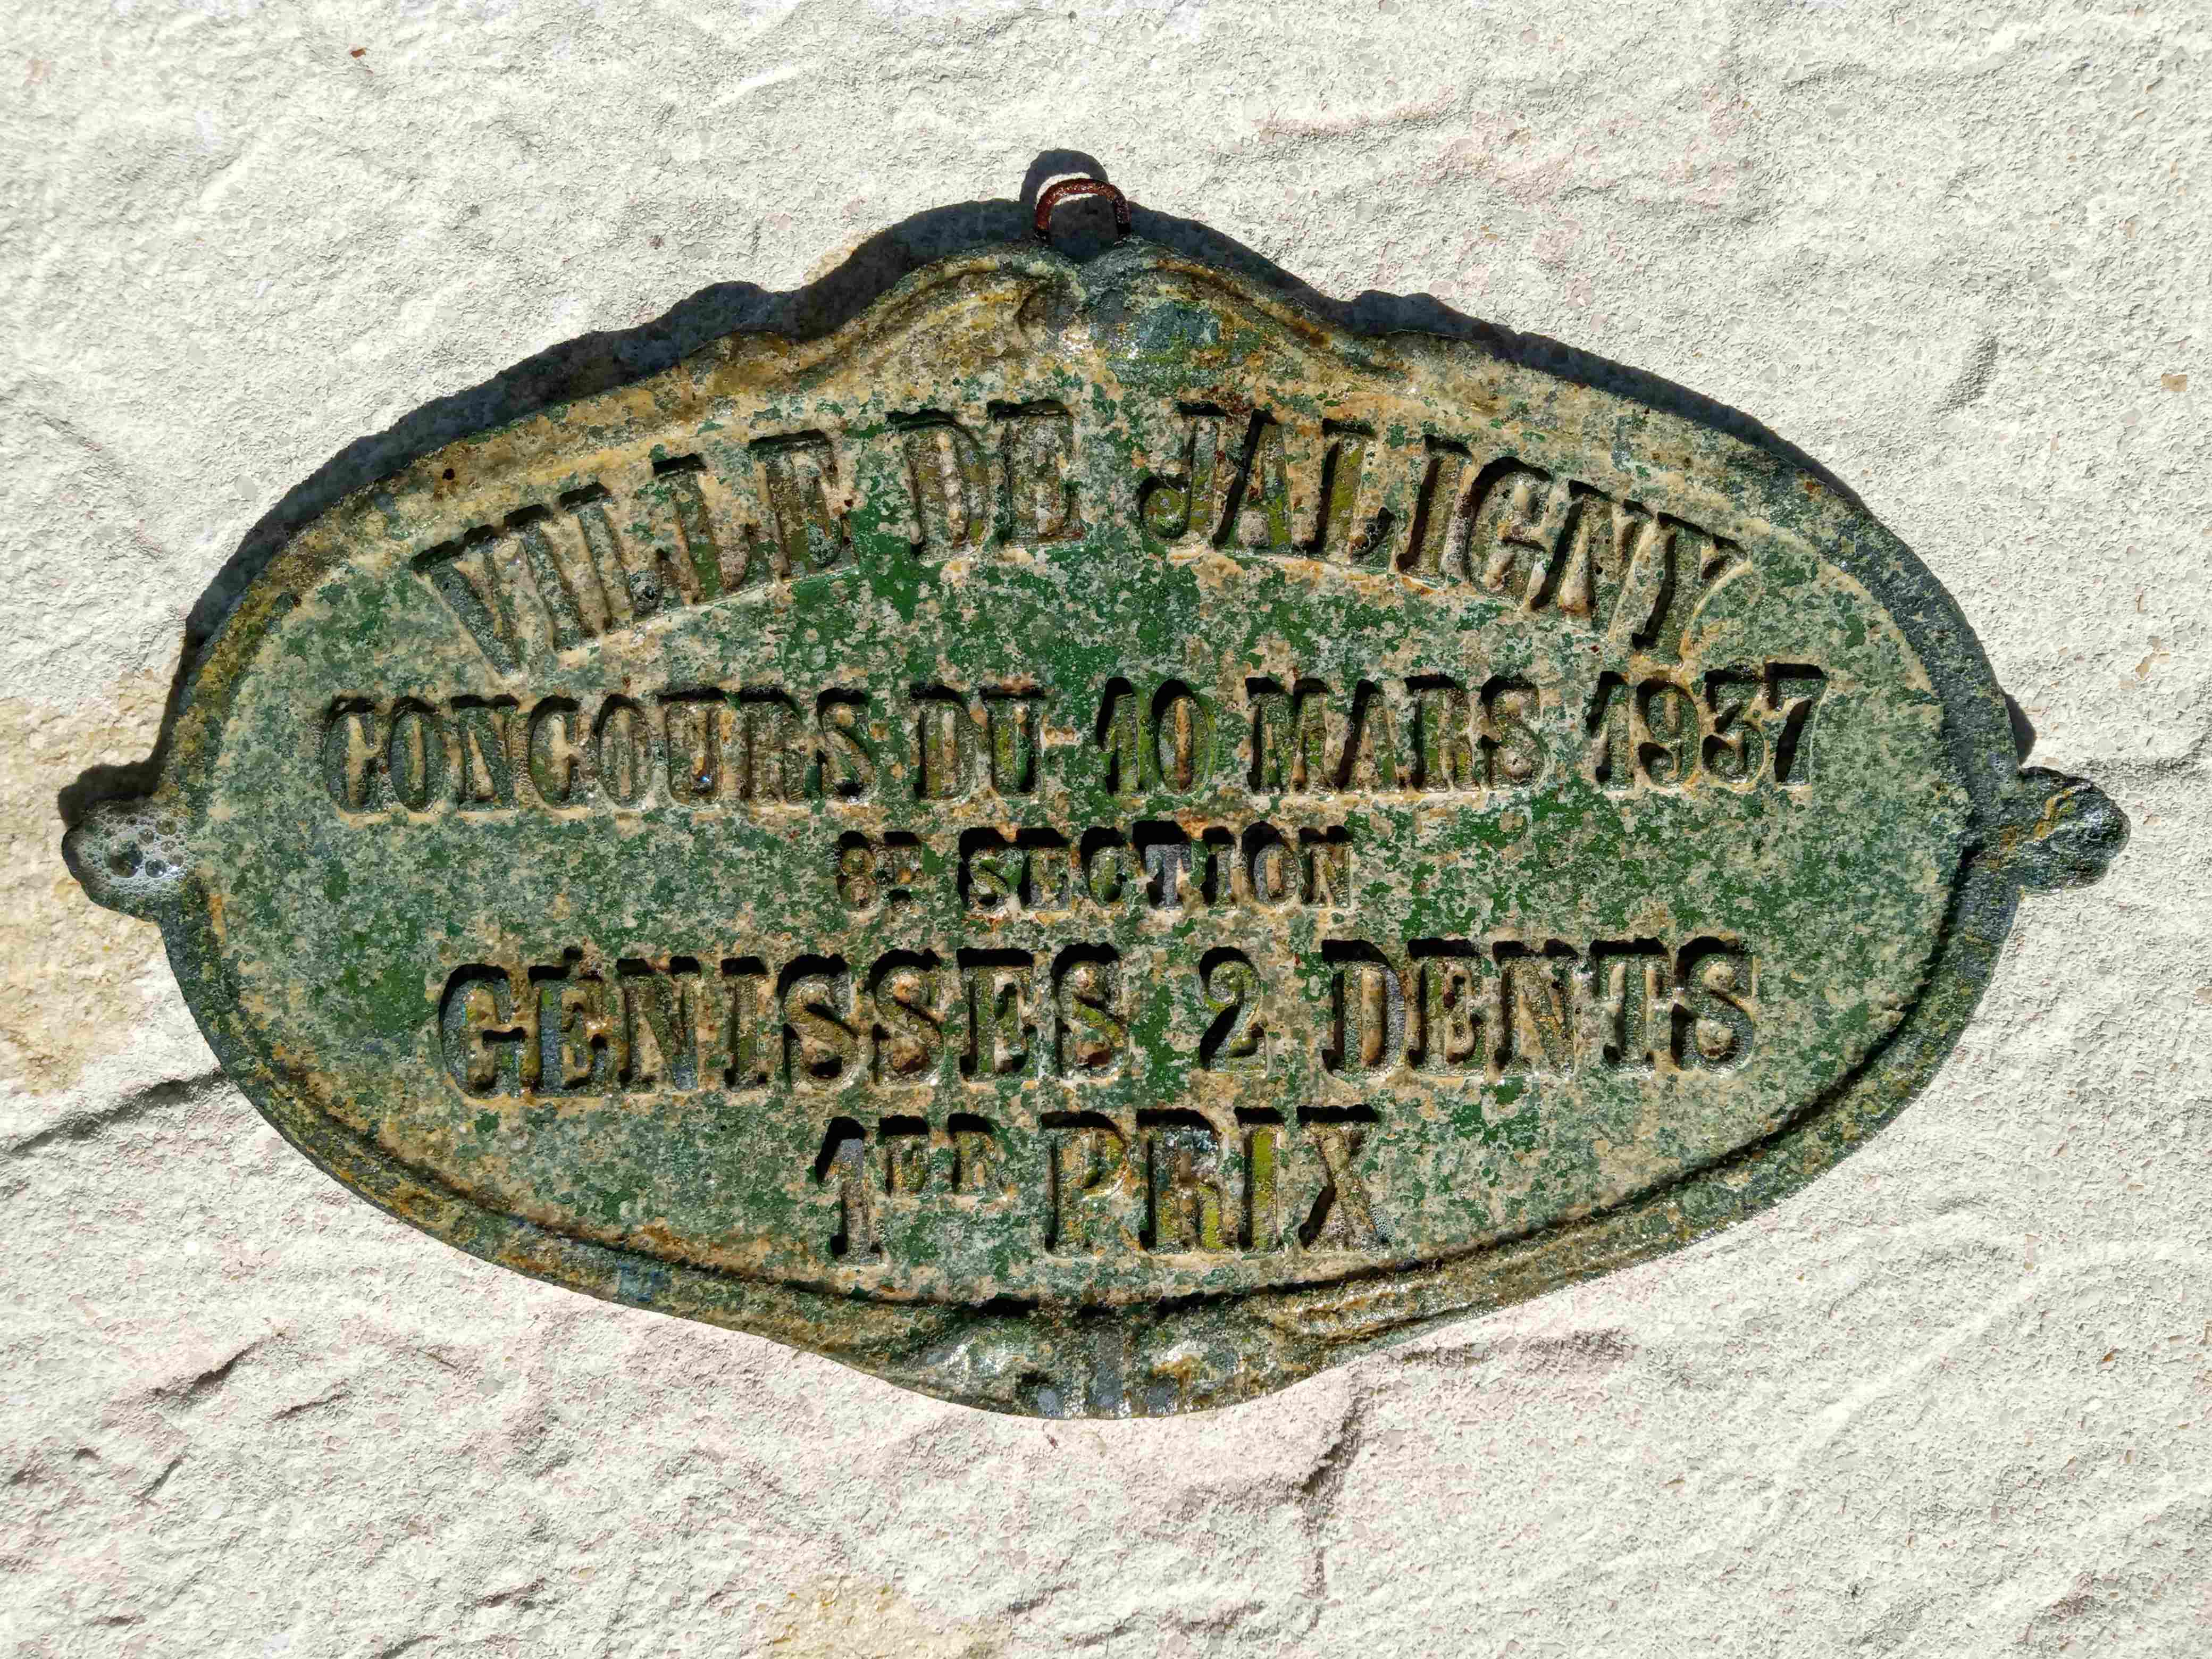 VILLE DE JALIGNY
CONCOURS DU 10 MARS 1937
8E SECTION
GÉNISSES 2 DENTS
1ER PRIX